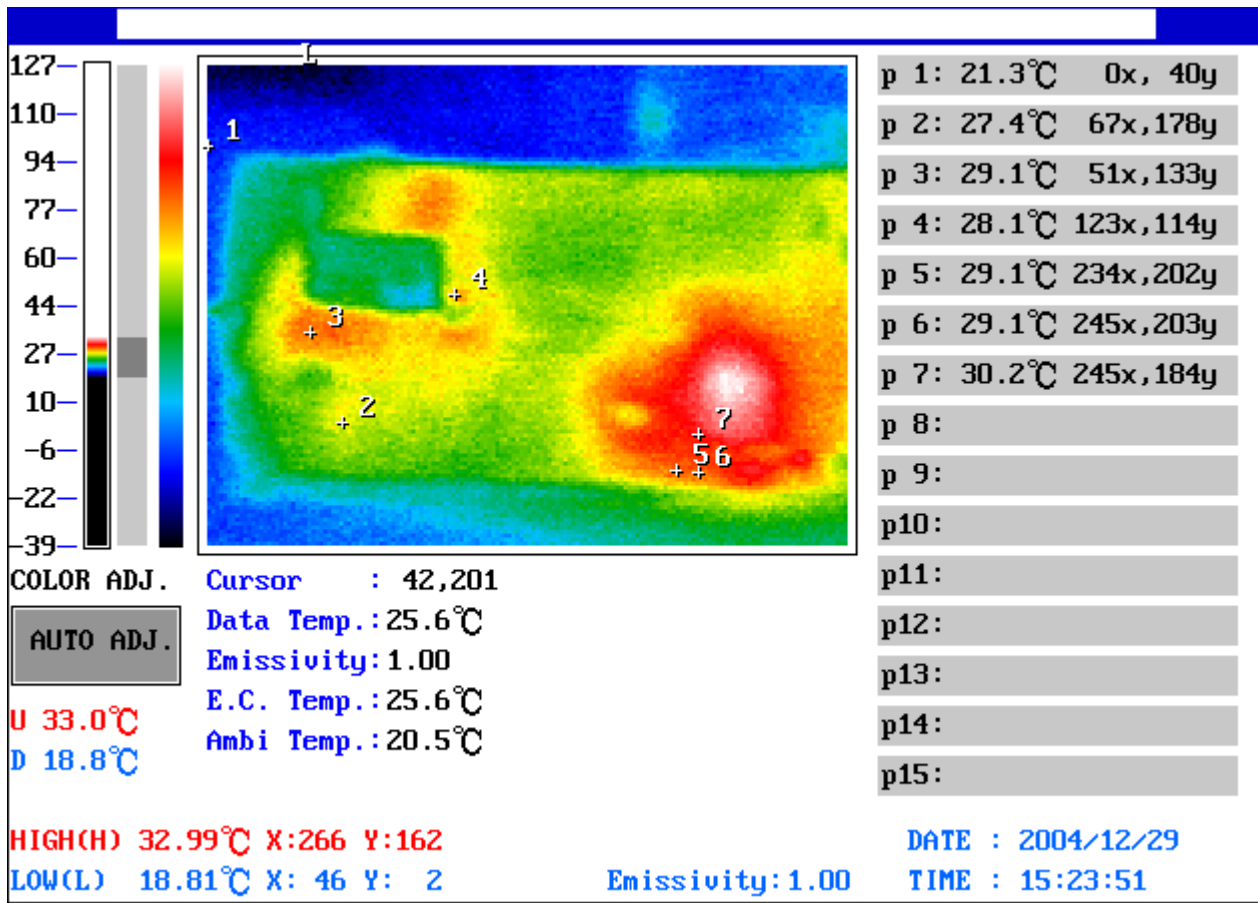 L
127
110
94
77
60
44
27
10
-6
-22
-39
1
4
3
2
7
5 6
p 1: 21.3℃ 0x, 40y
p 2: 27.4℃ 67x,178y
p 3: 29.1℃ 51x,133y
p 4: 28.1℃ 123x,114y
p 5: 29.1℃ 234x,202y
p 6: 29.1℃ 245x,203y
p 7: 30.2℃ 245x,184y
p 8:
p 9:
p10:
p11:
p12:
p13:
p14:
p15:
COLOR ADJ.
AUTO ADJ.
U 33.0℃
D 18.8℃
Cursor : 42,201
Data Temp.:25.6℃
Emissivity:1.00
E.C. Temp.:25.6℃
Ambi Temp.:20.5℃
HIGH(H) 32.99℃ X:266 Y:162
LOW(L) 18.81℃ X: 46 Y: 2
Emissivity:1.00
DATE : 2004/12/29
TIME : 15:23:51